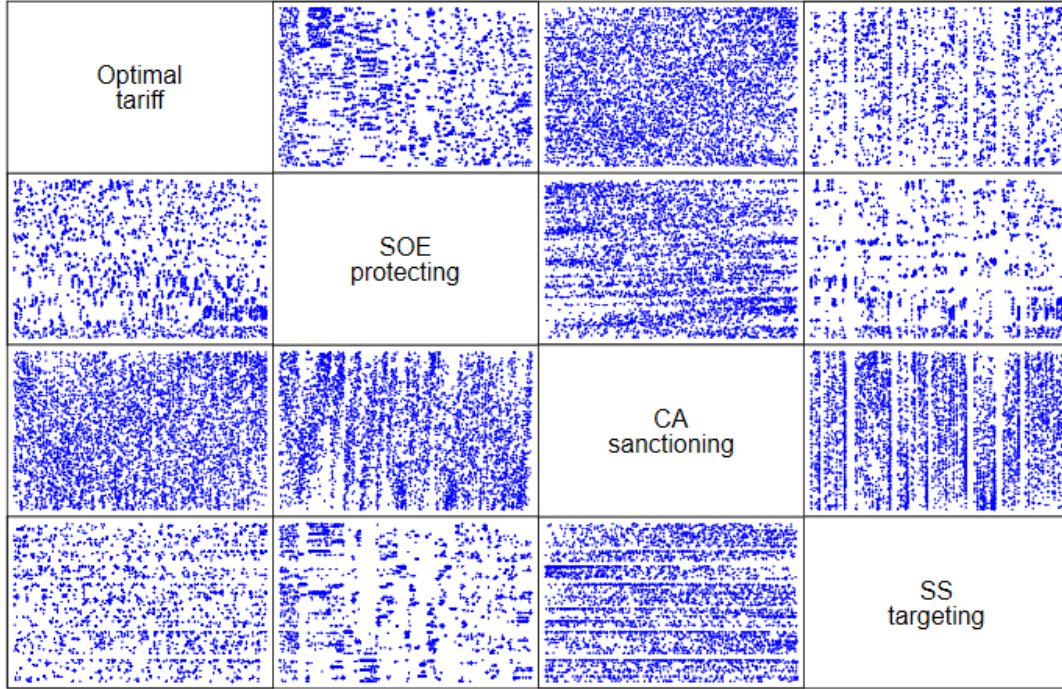 Optimal
tariff
SOE
protecting
CA
sanctioning
SS
targeting